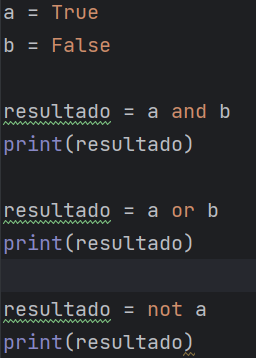 a = True
b = False
resultado = a and b
print(resultado)
resultado = a or b
print(resultado)
resultado = not a
print(resultado)